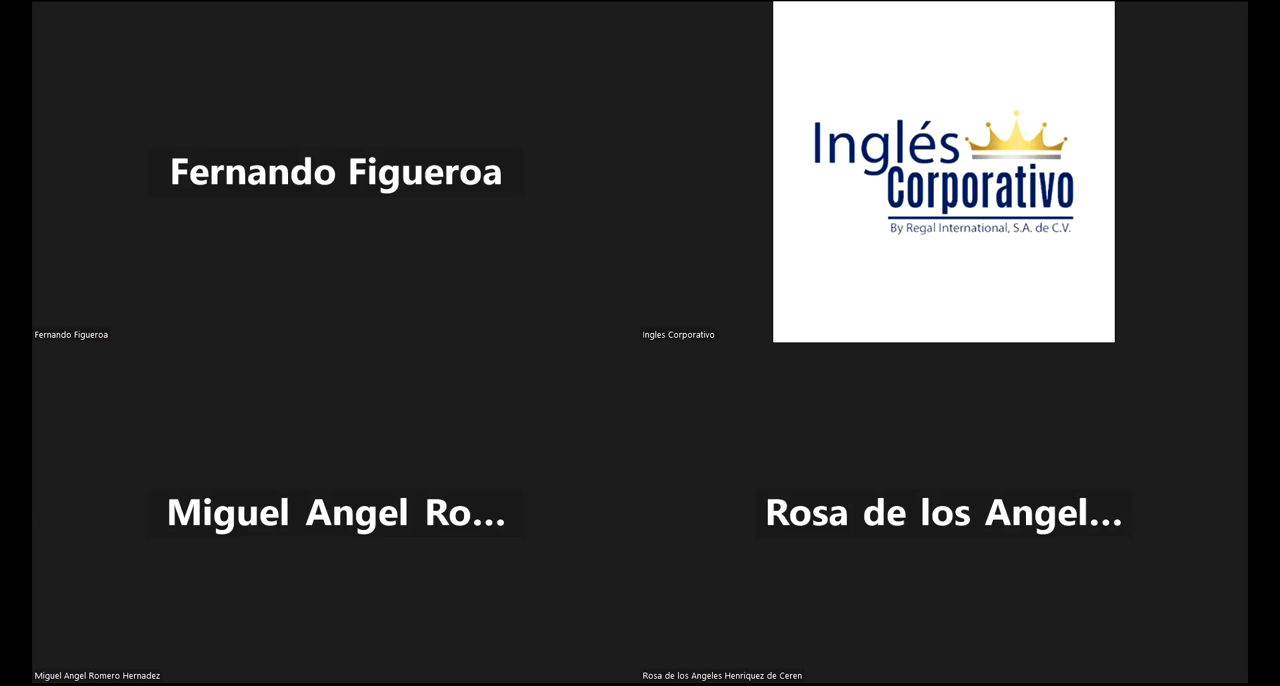 Fernando Figueroa
Fernando Figueroa
Inglés
Corporativo
By Regal International, S.A. de C.V.
Ingles Corporativo
Miguel Angel Ro...
Miguel Angel Romero Hernadez
Rosa de los Angel...
Rosa de los Angeles Henriquez de Ceren